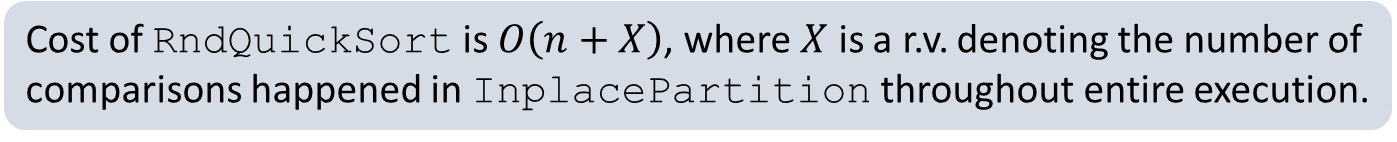 Cost of RndQuickSort is O(n + X), where X is a r.v. denoting the number of
comparisons happened in InplacePartition throughout entire execution.